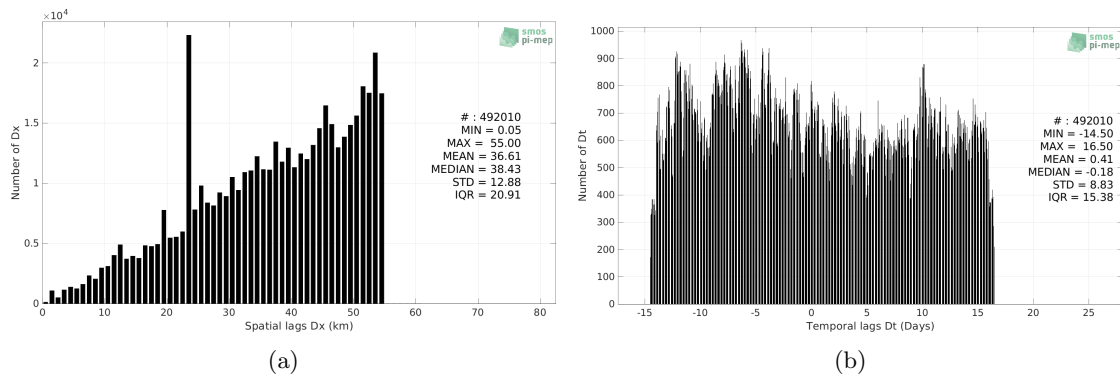 ×10⁴
2
1.5
1
0.5
0
0 10 20 30 40 50 60 70 80
Number of Dx
Spatial lags Dx (km)
smos
pi-mep
# : 492010
MIN = 0.05
MAX = 55.00
MEAN = 36.61
MEDIAN = 38.43
STD = 12.88
IQR = 20.91
(a)
1000
900
800
700
600
500
400
300
200
100
0
-15 -10 -5 0 5 10 15 20 25
Number of Dt
Temporal lags Dt (Days)
smos
pi-mep
# : 492010
MIN = -14.50
MAX = 16.50
MEAN = 0.41
MEDIAN = -0.18
STD = 8.83
IQR = 15.38
(b)